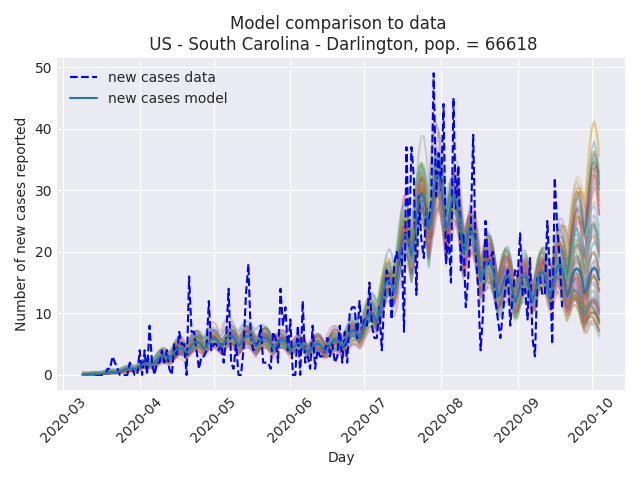 Model comparison to data
US - South Carolina - Darlington, pop. = 66618
new cases data
new cases model
Number of new cases reported
50
40
30
20
10
0
2020-03
2020-04
2020-05
2020-06
2020-07
2020-08
2020-09
2020-10
Day